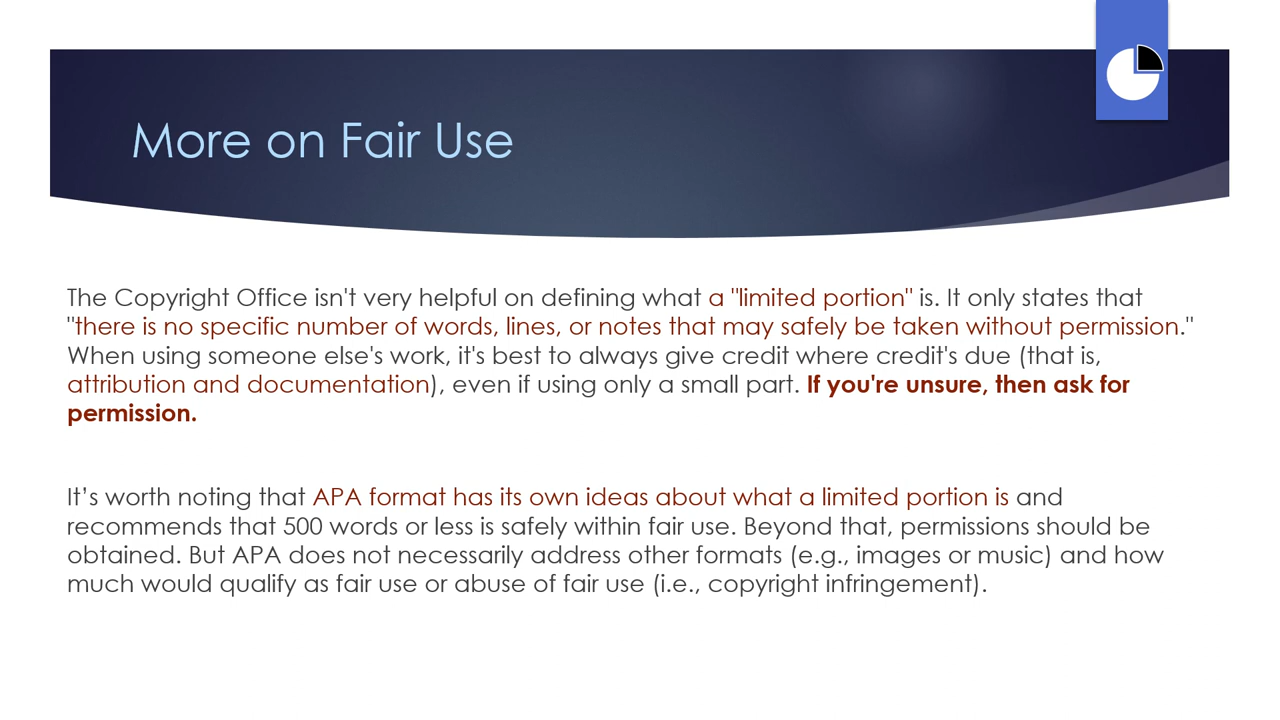 More on Fair Use
The Copyright Office isn't very helpful on defining what a "limited portion" is. It only states that
"there is no specific number of words, lines, or notes that may safely be taken without permission."
When using someone else's work, it's best to always give credit where credit's due (that is,
attribution and documentation), even if using only a small part. If you're unsure, then ask for
permission.
It’s worth noting that APA format has its own ideas about what a limited portion is and
recommends that 500 words or less is safely within fair use. Beyond that, permissions should be
obtained. But APA does not necessarily address other formats (e.g., images or music) and how
much would qualify as fair use or abuse of fair use (i.e., copyright infringement).